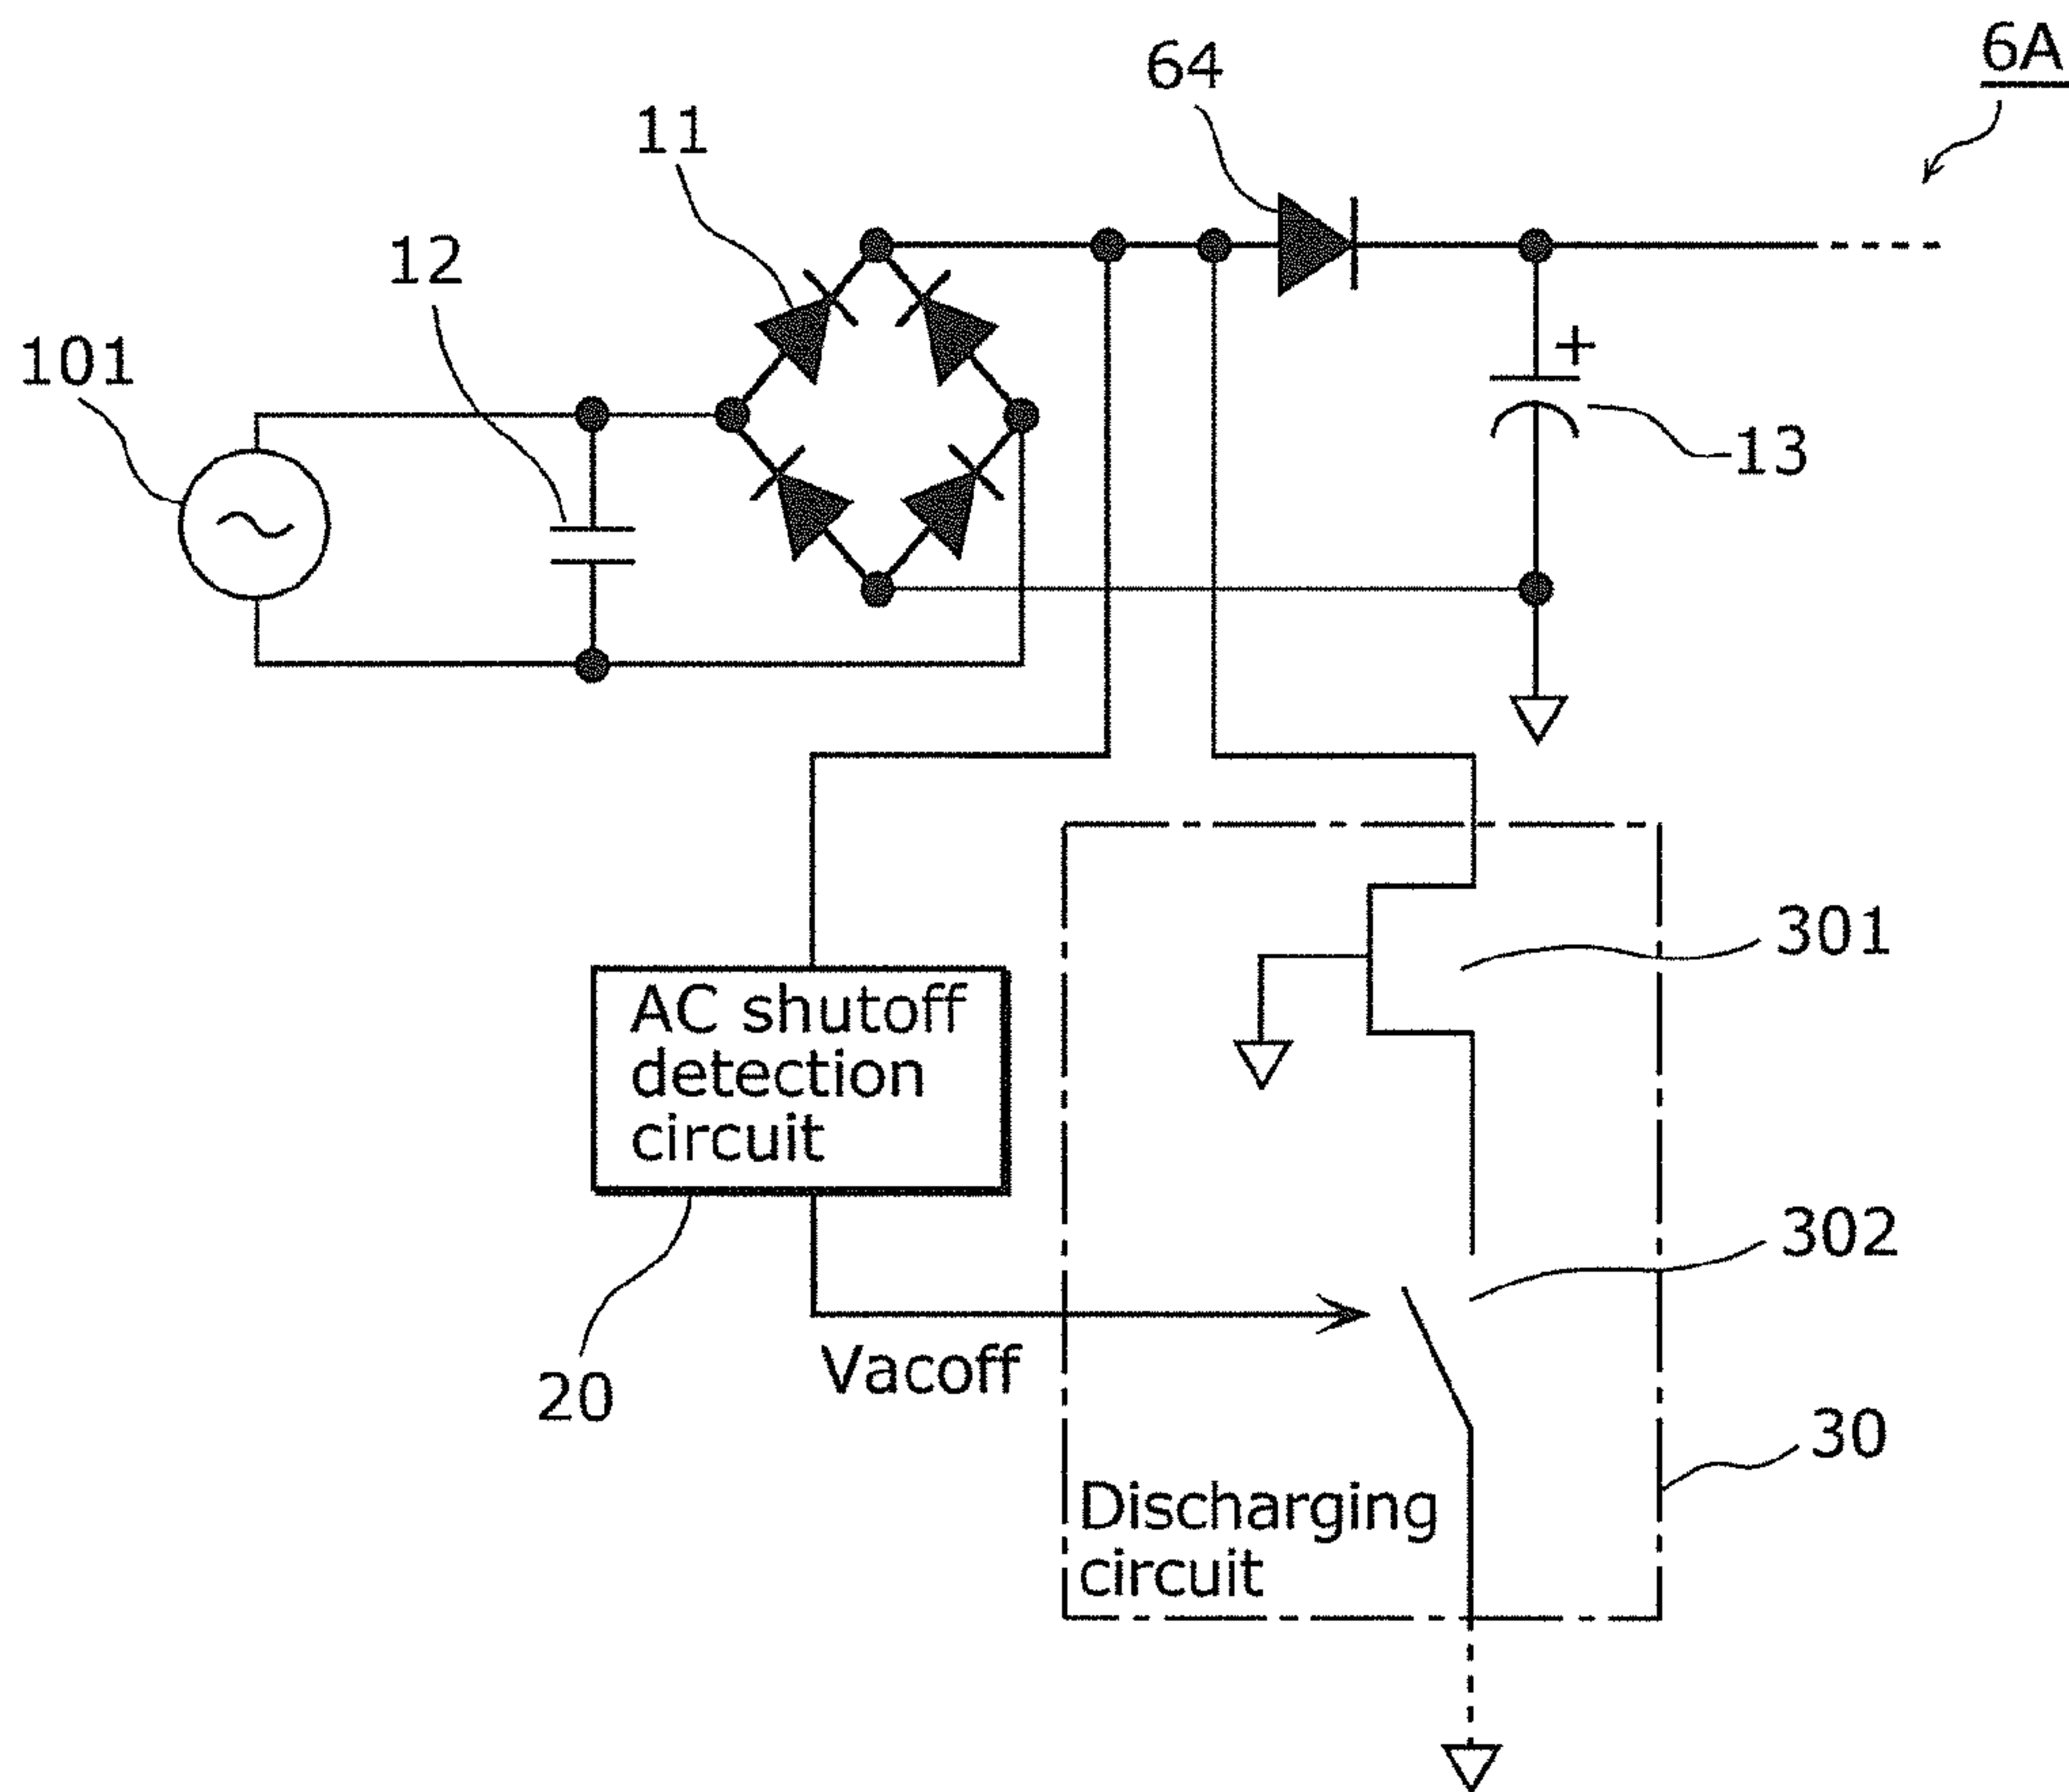 6A
64
11
12
101
+
13
301
AC shutoff
detection
circuit
302
Vacoff
20
30
Discharging
circuit